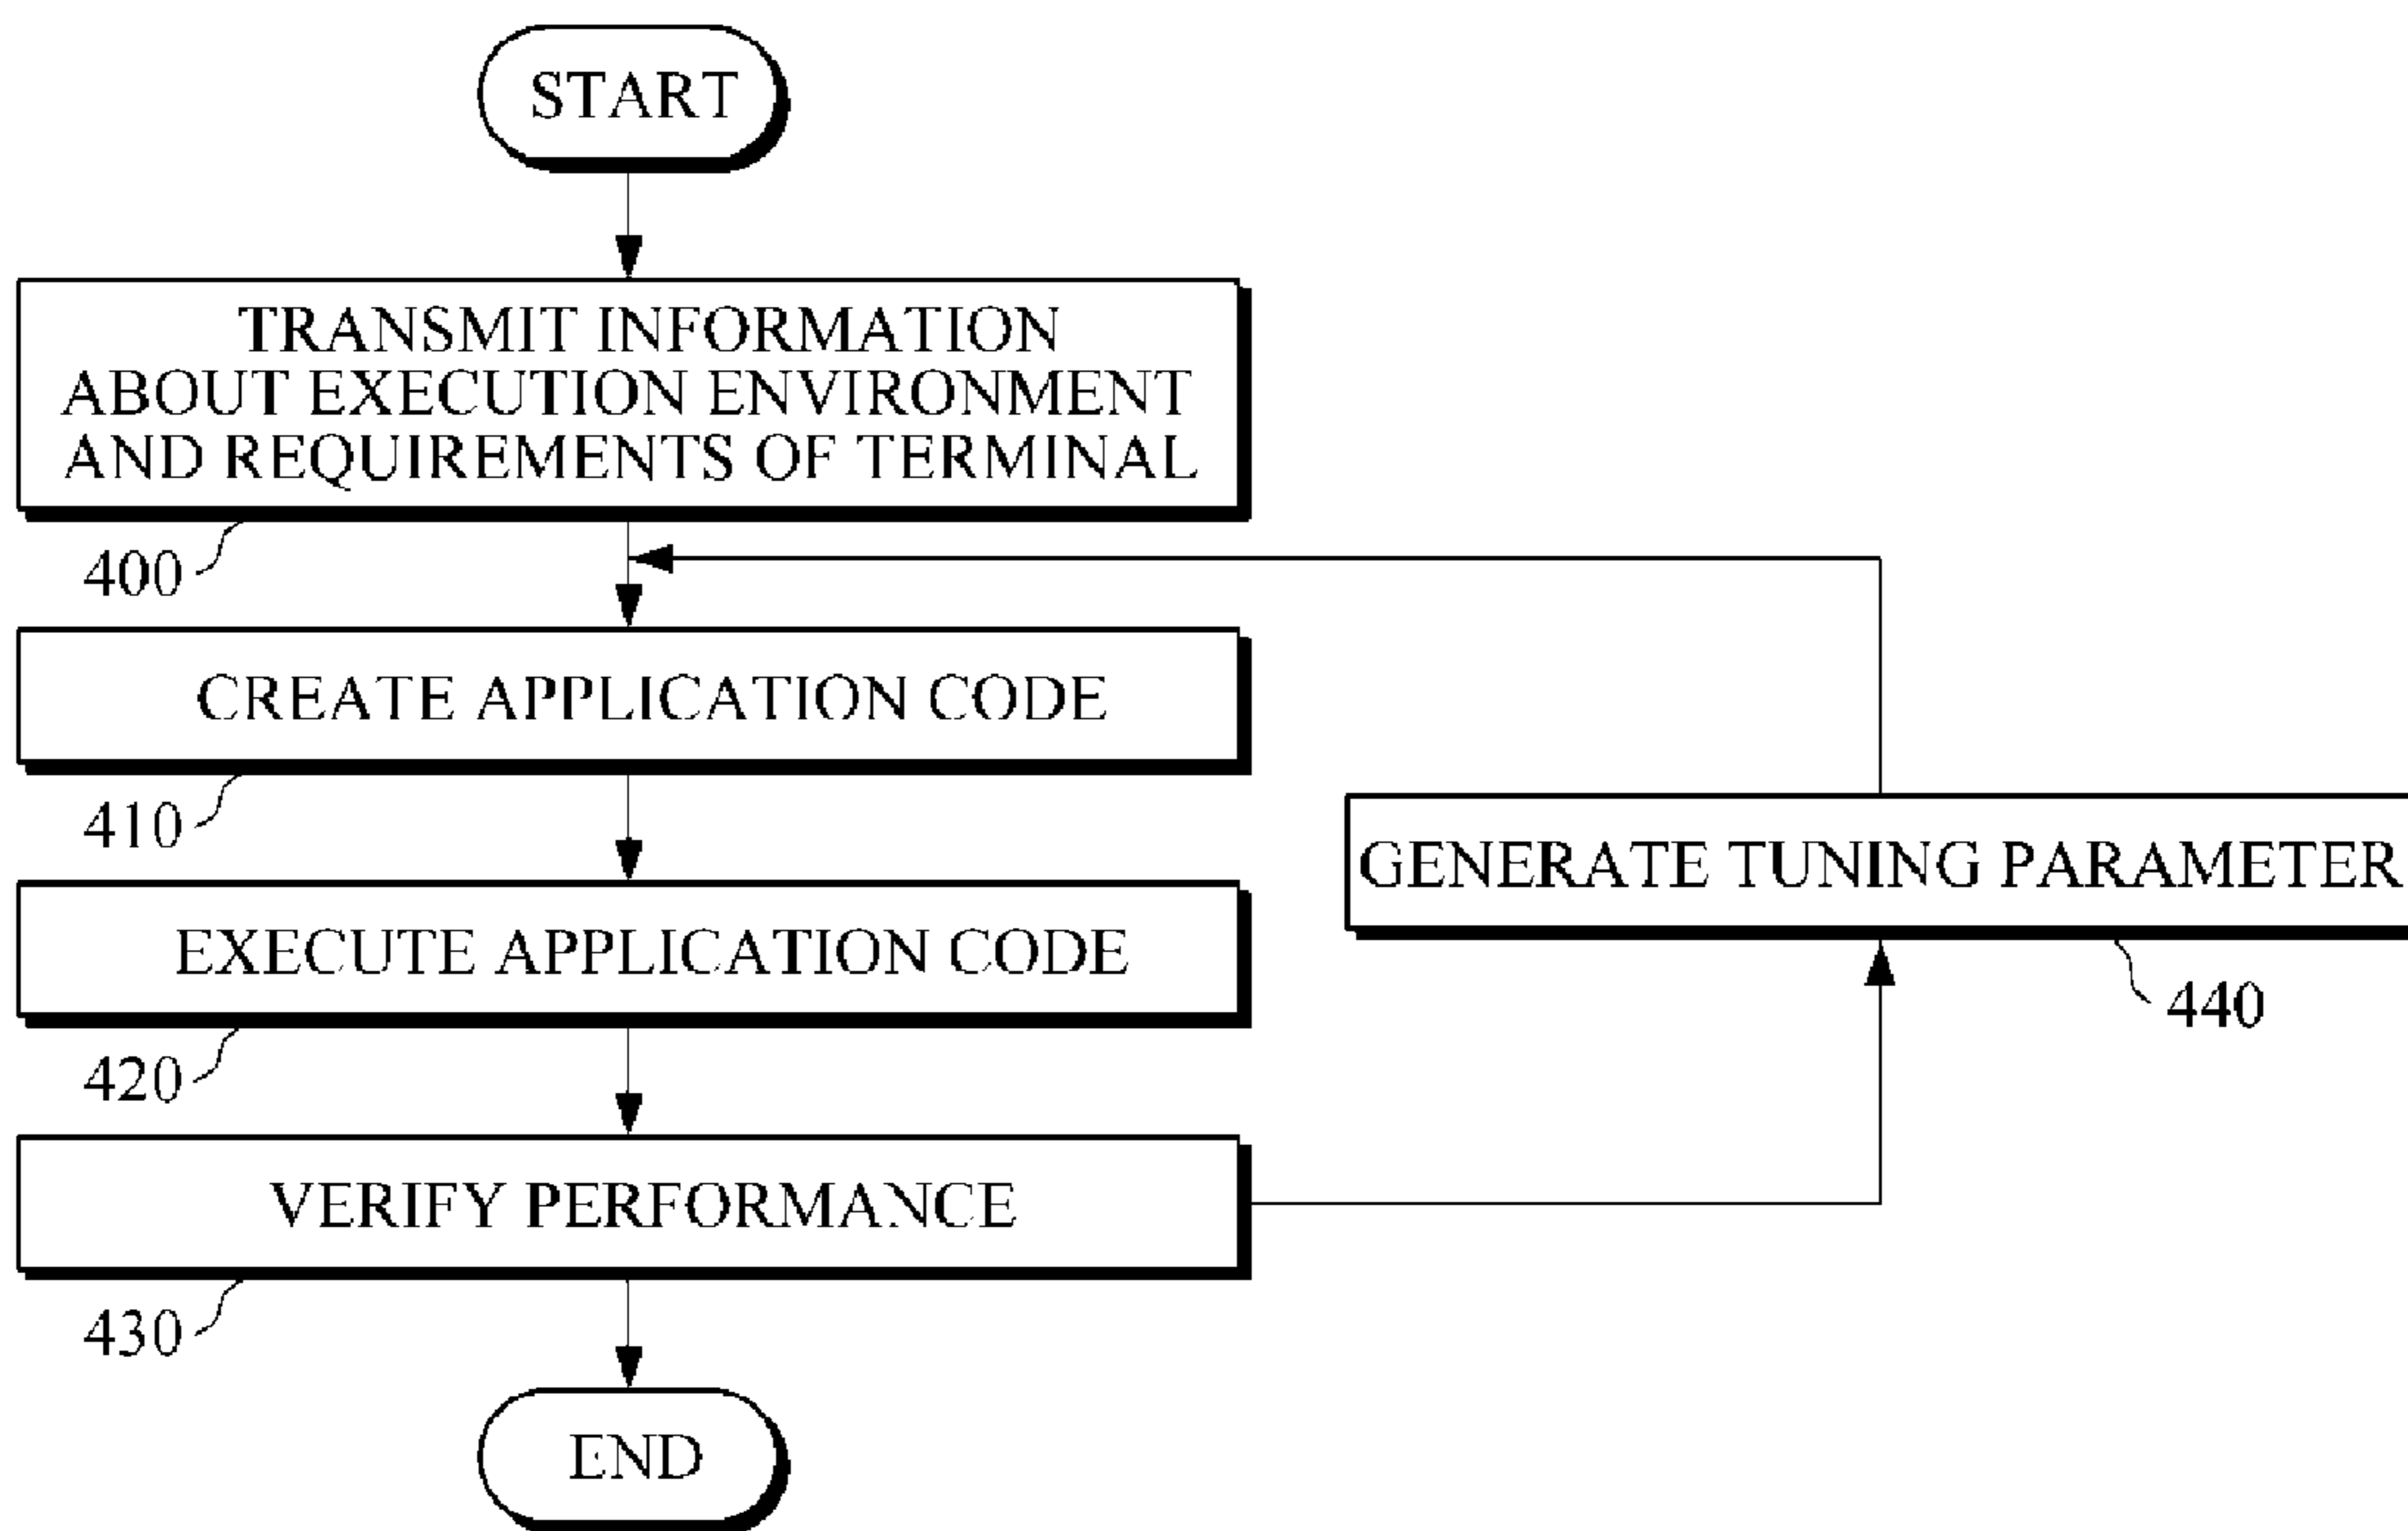 START
TRANSMIT INFORMATION
ABOUT EXECUTION ENVIRONMENT
AND REQUIREMENTS OF TERMINAL
400
CREATE APPLICATION CODE
410
GENERATE TUNING PARAMETER
EXECUTE APPLICATION CODE
440
420
VERIFY PERFORMANCE
430
END